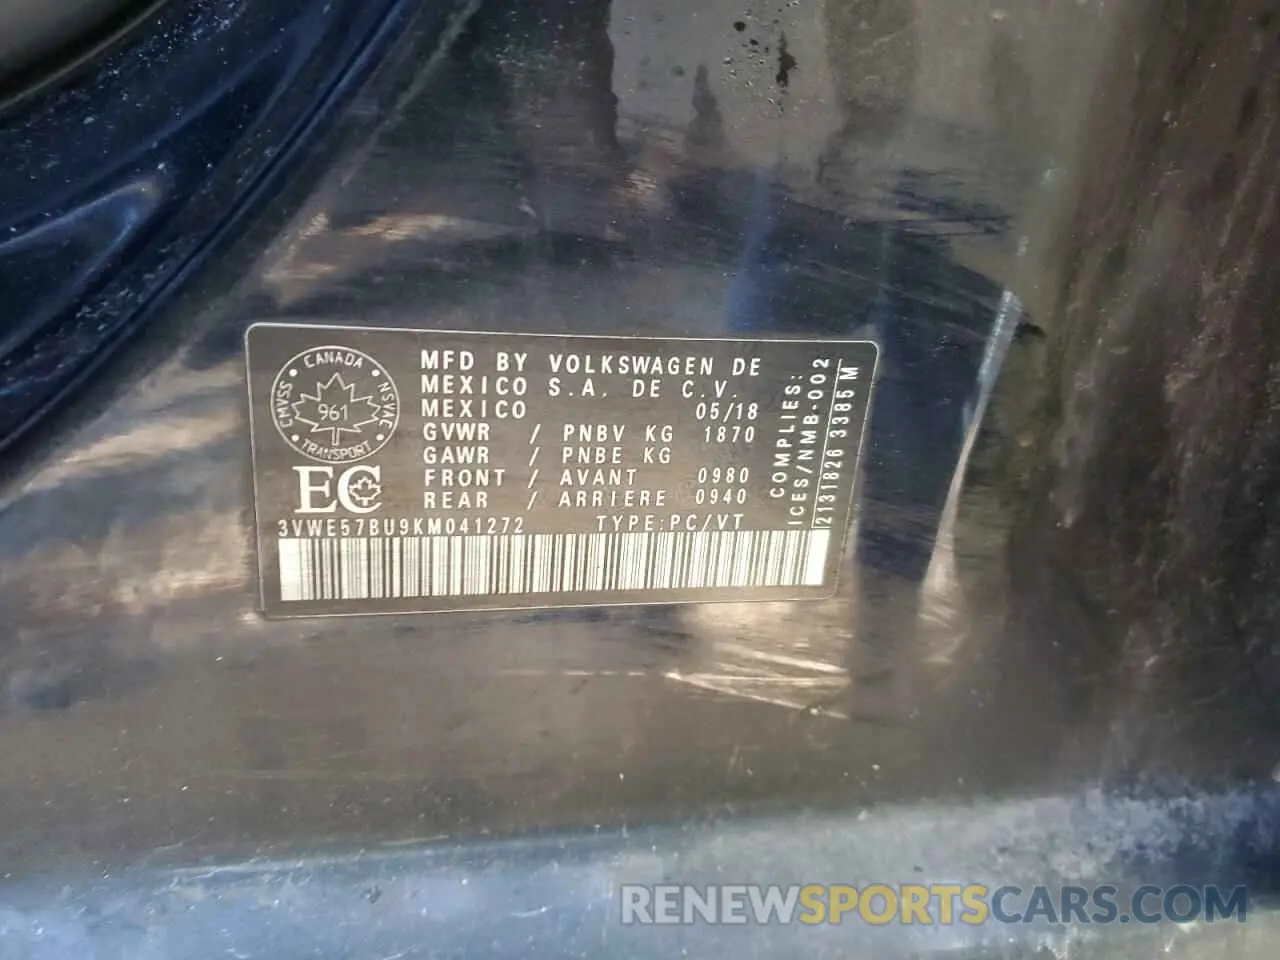 MFD BY VOLKSWAGEN DE
MEXICO S.A. DE C.V.
MEXICO 05/18
GVWR / PNBV KG 1870
GAWR / PNBE KG
FRONT / AVANT 0980
REAR / ARRIERE 0940
3VWE57BU9KM041272 TYPE:PC/VT
CANADA
CMVSS
NSVAC
961
TRANSPORT
EC
COMPLIES:
ICES/NMB-002
2131826 3385M
RENEWSPORTSCARS.COM